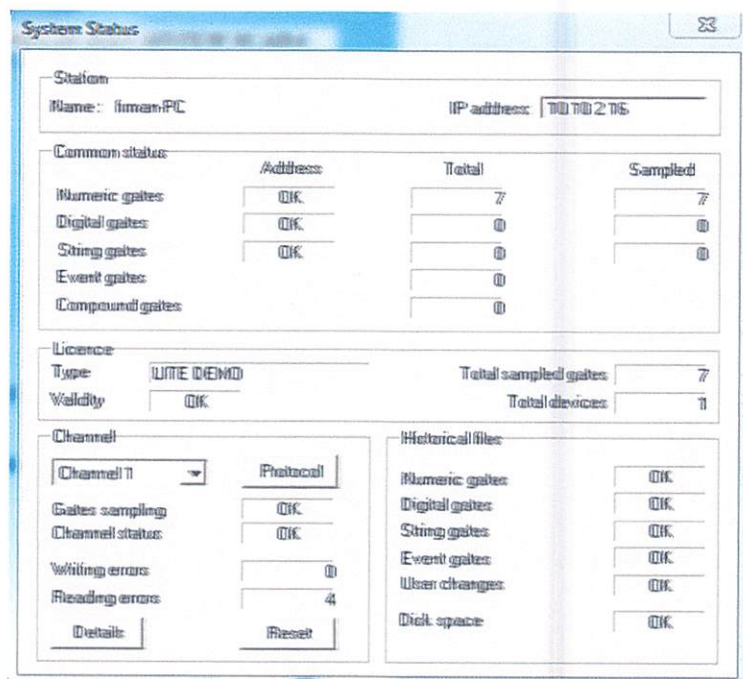 System Status
Station
Name: IP address: 10 10 2 16
Common status
Address Total Sampled
Numeric gates OK 7 7
Digital gates OK 0 0
String gates OK 0 0
Event gates 0
Compound gates 0
Licence
Type LITE DEMO Total sampled gates 7
Validity OK Total devices 1
Channel
Channel 1 Protocol
Gates sampling OK
Channel status OK
Writing errors 0
Reading errors 4
Details Reset
Historical files
Numeric gates OK
Digital gates OK
String gates OK
Event gates OK
User changes OK
Disk space OK